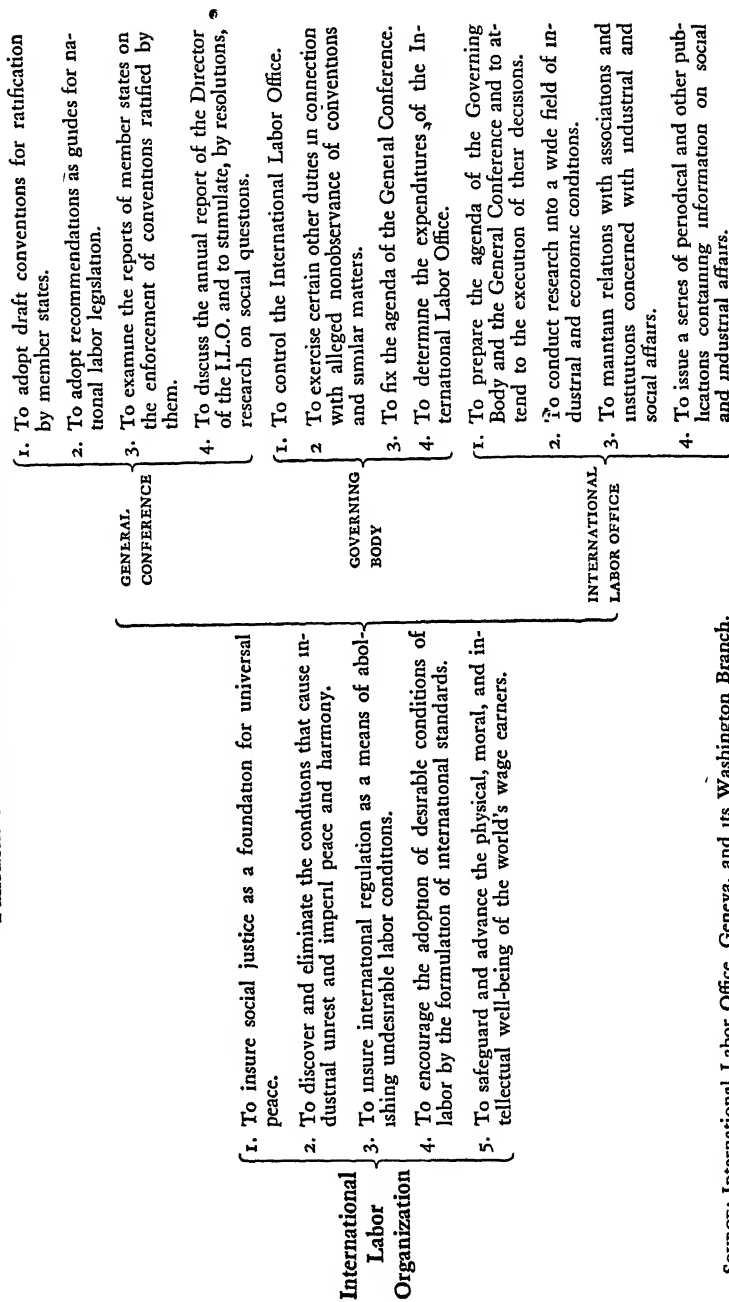 International
Labor
Organization
1. To insure social justice as a foundation for universal
peace.
2. To discover and eliminate the conditions that cause in-
dustrial unrest and imperil peace and harmony.
3. To insure international regulation as a means of abol-
ishing undesirable labor conditions.
4. To encourage the adoption of desirable conditions of
labor by the formulation of international standards.
5. To safeguard and advance the physical, moral, and in-
tellectual well-being of the world's wage earners.
GENERAL
CONFERENCE
1. To adopt draft conventions for ratification
by member states.
2. To adopt recommendations as guides for na-
tional labor legislation.
3. To examine the reports of member states on
the enforcement of conventions ratified by
them.
4. To discuss the annual report of the Director
of the I.L.O. and to stimulate, by resolutions,
research on social questions.
GOVERNING
BODY
1. To control the International Labor Office.
2 To exercise certain other duties in connection
with alleged nonobservance of conventions
and similar matters.
3. To fix the agenda of the General Conference.
4. To determine the expenditures of the In-
ternational Labor Office.
INTERNATIONAL
LABOR OFFICE
1. To prepare the agenda of the Governing
Body and the General Conference and to at-
tend to the execution of their decisions.
2. To conduct research into a wide field of in-
dustrial and economic conditions.
3. To maintain relations with associations and
institutions concerned with industrial and
social affairs.
4. To issue a series of periodical and other pub-
lications containing information on social
and industrial affairs.
Source: International Labor Office, Geneva, and its Washington Branch.